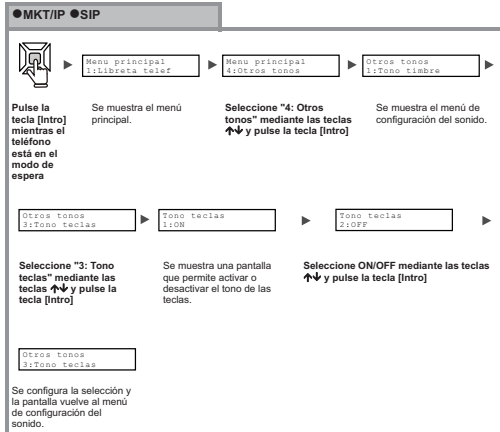 ●MKT/IP ●SIP
Menu principal
1:Libreta telef
Menu principal
4:Otros tonos
Otros tonos
1:Tono timbre
Pulse la
tecla [Intro]
mientras el
teléfono
está en el
modo de
espera
Se muestra el menú
principal.
Seleccione "4: Otros
tonos" mediante las teclas
↑↓ y pulse la tecla [Intro]
Se muestra el menú de
configuración del sonido.
Otros tonos
3:Tono teclas
Tono teclas
1:ON
Tono teclas
2:OFF
Seleccione "3: Tono
teclas" mediante las
teclas ↑↓ y pulse la
tecla [Intro]
Se muestra una pantalla
que permite activar o
desactivar el tono de las
teclas.
Seleccione ON/OFF mediante las teclas
↑↓ y pulse la tecla [Intro]
Otros tonos
3:Tono teclas
Se configura la selección y
la pantalla vuelve al menú
de configuración del
sonido.